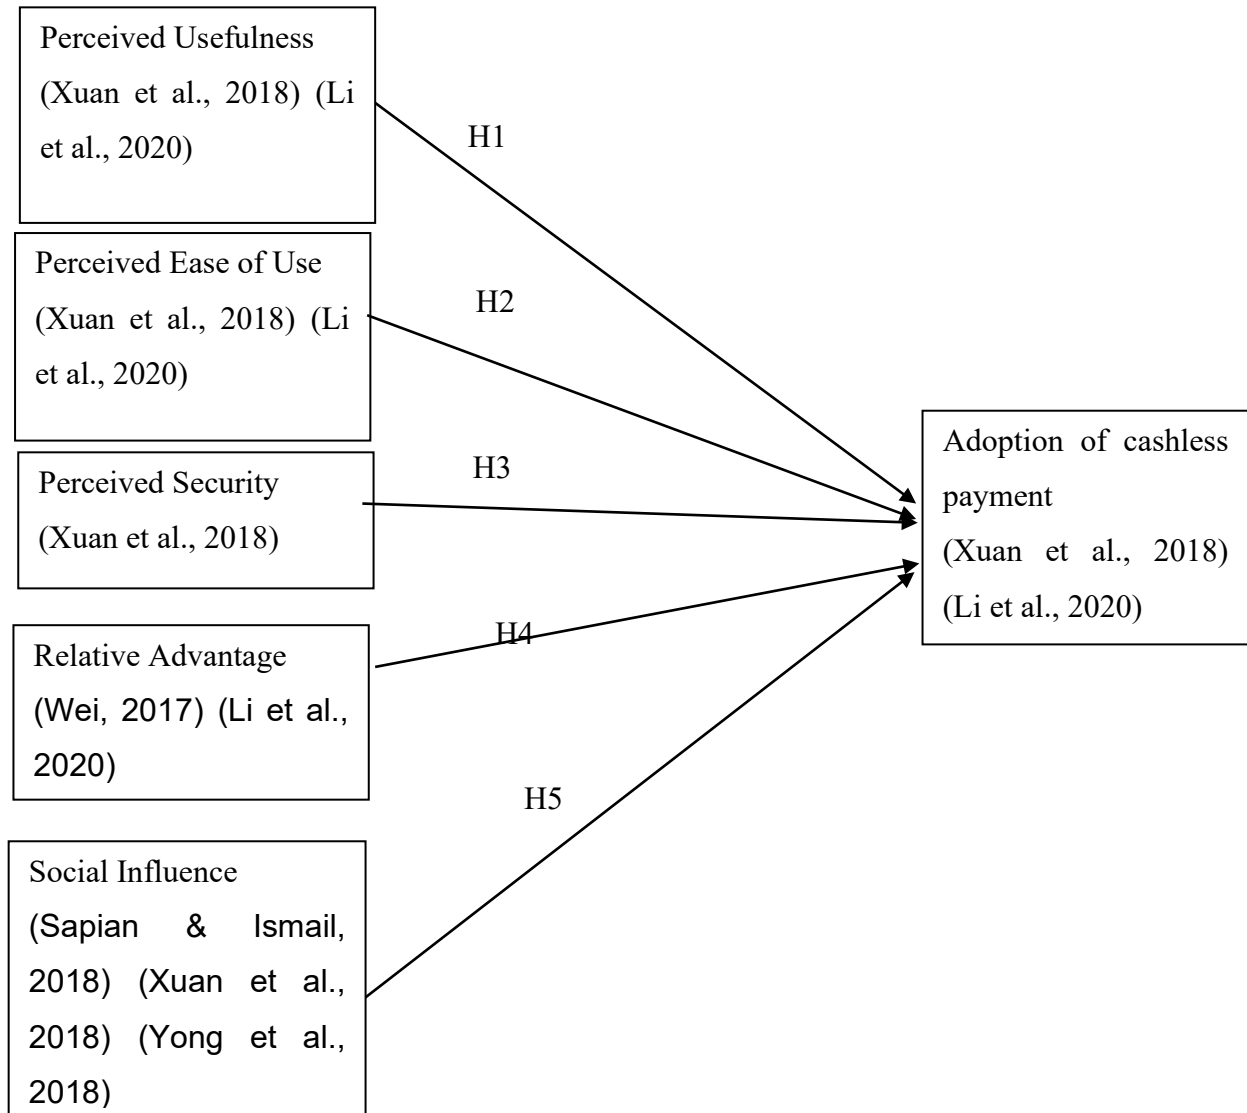 Perceived Usefulness
(Xuan et al., 2018) (Li
et al., 2020)
H1
Perceived Ease of Use
(Xuan et al., 2018) (Li
et al., 2020)
H2
Perceived Security
(Xuan et al., 2018)
H3
Relative Advantage
(Wei, 2017) (Li et al.,
2020)
H4
Social Influence
(Sapian & Ismail,
2018) (Xuan et al.,
2018) (Yong et al.,
2018)
H5
Adoption of cashless
payment
(Xuan et al., 2018)
(Li et al., 2020)